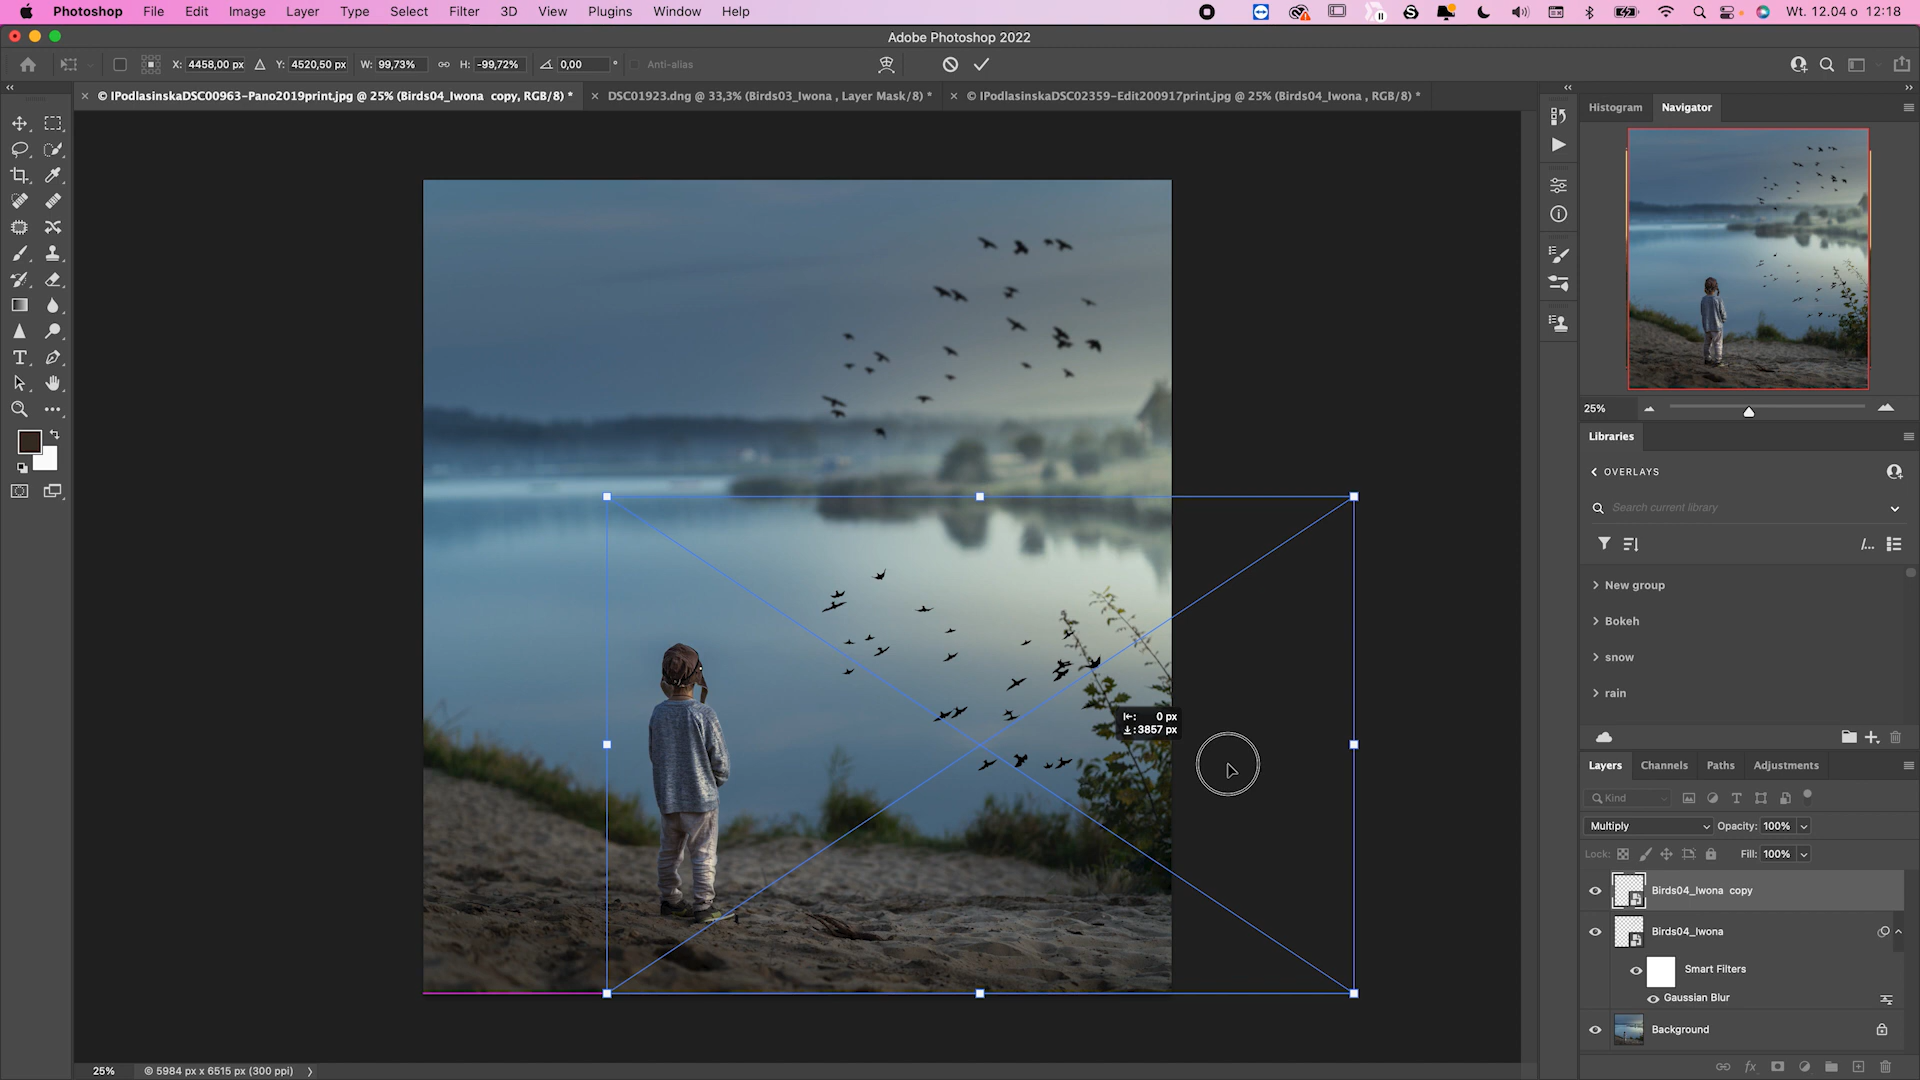 Photoshop File Edit Image Layer Type Select Filter 3D View Plugins Window Help
Wt. 12.04 o 12:18
Adobe Photoshop 2022
X: 4458,00 px Y: 4520,50 px W: 99,73% H: -99,72% 0,00 ° Anti-alias
© IPodlasinskaDSC00963-Pano2019print.jpg @ 25% (Birds04_Iwona copy, RGB/8) *
DSC01923.dng @ 33,3% (Birds03_Iwona , Layer Mask/8) *
© IPodlasinskaDSC02359-Edit200917print.jpg @ 25% (Birds04_Iwona , RGB/8) *
Histogram Navigator
25%
Libraries
OVERLAYS
Search current library
New group
Bokeh
snow
rain
0 px
:3857 px
Layers Channels Paths Adjustments
Kind
Multiply Opacity: 100%
Lock: Fill: 100%
Birds04_Iwona copy
Birds04_Iwona
Smart Filters
Gaussian Blur
Background
25% © 5984 px x 6515 px (300 ppi)